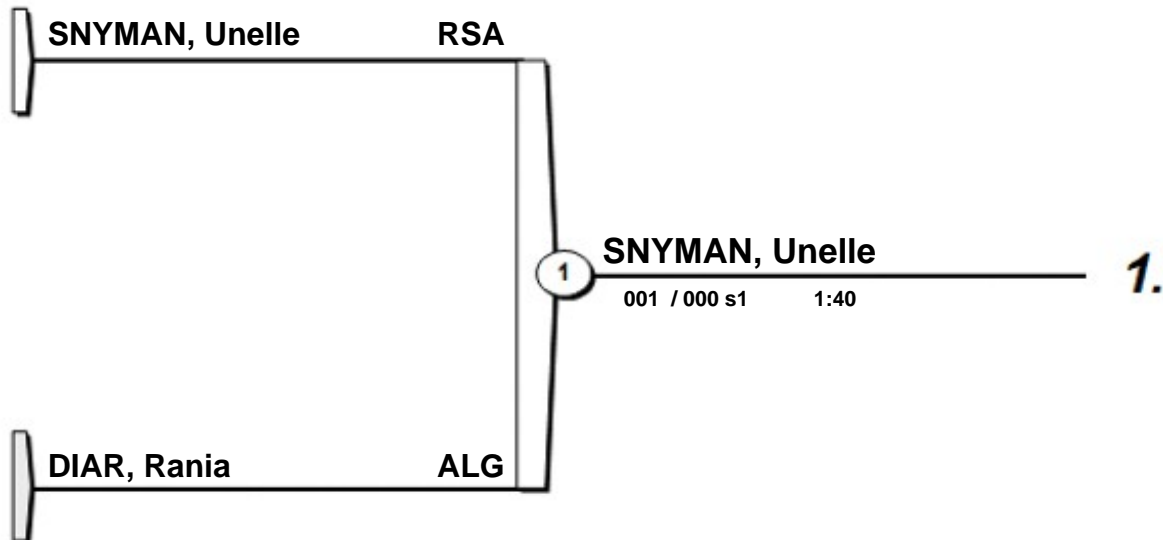 SNYMAN, Unelle RSA
1 SNYMAN, Unelle 1.
001 / 000 s1 1:40
DIAR, Rania ALG